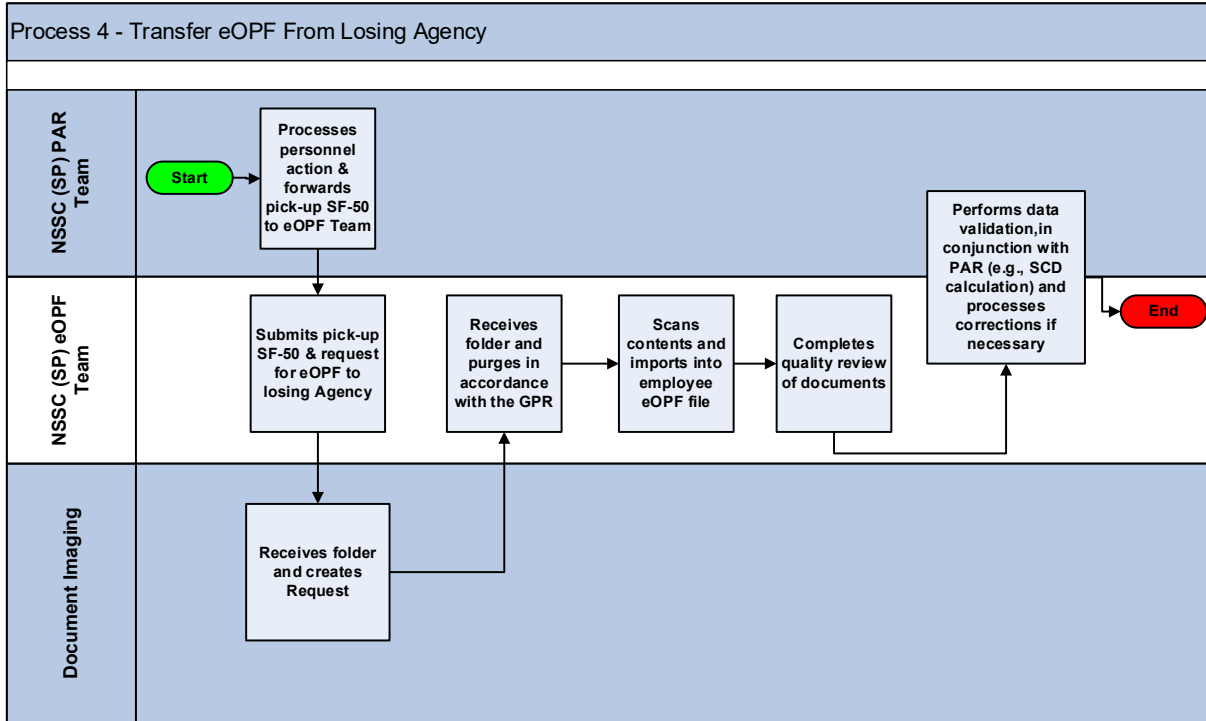 Process 4 - Transfer eOPF From Losing Agency
NSSC (SP) PAR
Team
Start
Processes
personnel
action &
forwards
pick-up SF-50
to eOPF Team
Performs data
validation,in
conjunction with
PAR (e.g., SCD
calculation) and
processes
corrections if
necessary
End
NSSC (SP) eOPF
Team
Submits pick-up
SF-50 & request
for eOPF to
losing Agency
Receives
folder and
purges in
accordance
with the GPR
Scans
contents and
imports into
employee
eOPF file
Completes
quality review
of documents
Document Imaging
Receives folder
and creates
Request